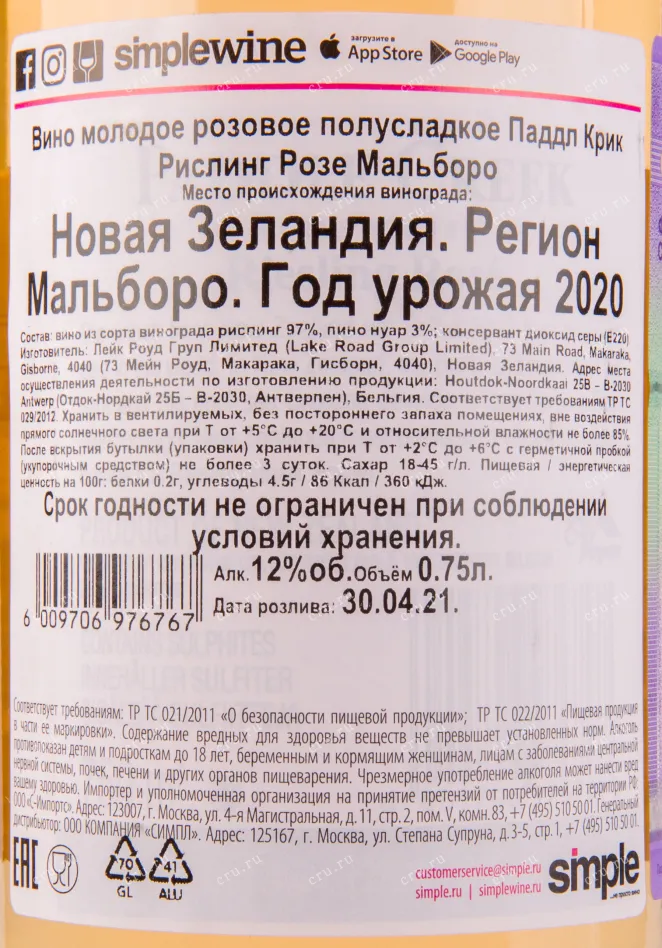 simplewine загрузите в App Store доступно на Google Play
Вино молодое розовое полусладкое Паддл Крик
Рислинг Розе Мальборо
Место происхождения винограда:
Новая Зеландия. Регион
Мальборо. Год урожая 2020
Состав: вино из сорта винограда рислинг 97%, пино нуар 3%; консервант диоксид серы (E220)
Изготовитель: Лейк Роуд Груп Лимитед (Lake Road Group Limited), 73 Main Road, Makaraka,
Gisborne, 4040 (73 Мейн Роуд, Макарака, Гисборн, 4040), Новая Зеландия. Адрес места
осуществления деятельности по изготовлению продукции: Houtdok-Noordkaai 25B - B-2030
Antwerp (Отдок-Нордкай 25Б - В-2030, Антверпен), Бельгия. Соответствует требованиям ТР ТС
029/2012. Хранить в вентилируемых, без постороннего запаха помещениях, вне воздействия
прямого солнечного света при Т от +5°С до +20°С и относительной влажности не более 85%.
После вскрытия бутылки (упаковки) хранить при Т от +2°С до +6°С с герметичной пробкой
(укупорочным средством) не более 3 суток. Сахар 18-45 г/л. Пищевая / энергетическая
ценность на 100г: белки 0.2г, углеводы 4.5г / 86 Ккал / 360 кДж.
Срок годности не ограничен при соблюдении
условий хранения.
Алк. 12%об. Объём 0.75л.
Дата розлива: 30.04.21.
6 009706 976767
CONTAINS SULPHITES
Соответствует требованиям: ТР ТС 021/2011 «О безопасности пищевой продукции»; ТР ТС 022/2011 «Пищевая продукция
в части ее маркировки». Содержание вредных для здоровья веществ не превышает установленных норм. Алкоголь
противопоказан детям и подросткам до 18 лет, беременным и кормящим женщинам, лицам с заболеваниями центральной
нервной системы, почек, печени и других органов пищеварения. Чрезмерное употребление алкоголя может нанести вред
вашему здоровью. Импортер и уполномоченная организация на принятие претензий от потребителей на территории РФ:
ООО «С-Импортс». Адрес: 123007, г. Москва, ул. 4-я Магистральная, д. 11, стр. 2, пом. V, комн. 83, +7 (495) 510 50 01. Генеральный
дистрибьютор: ООО КОМПАНИЯ «СИМПЛ». Адрес: 125167, г. Москва, ул. Степана Супруна, д. 3-5, стр. 1, +7 (495) 510 50 01.
EAC 70 GL 41 ALU
customerservice@simple.ru
simple.ru | simplewine.ru
simple
...не просто вино
cru.ru